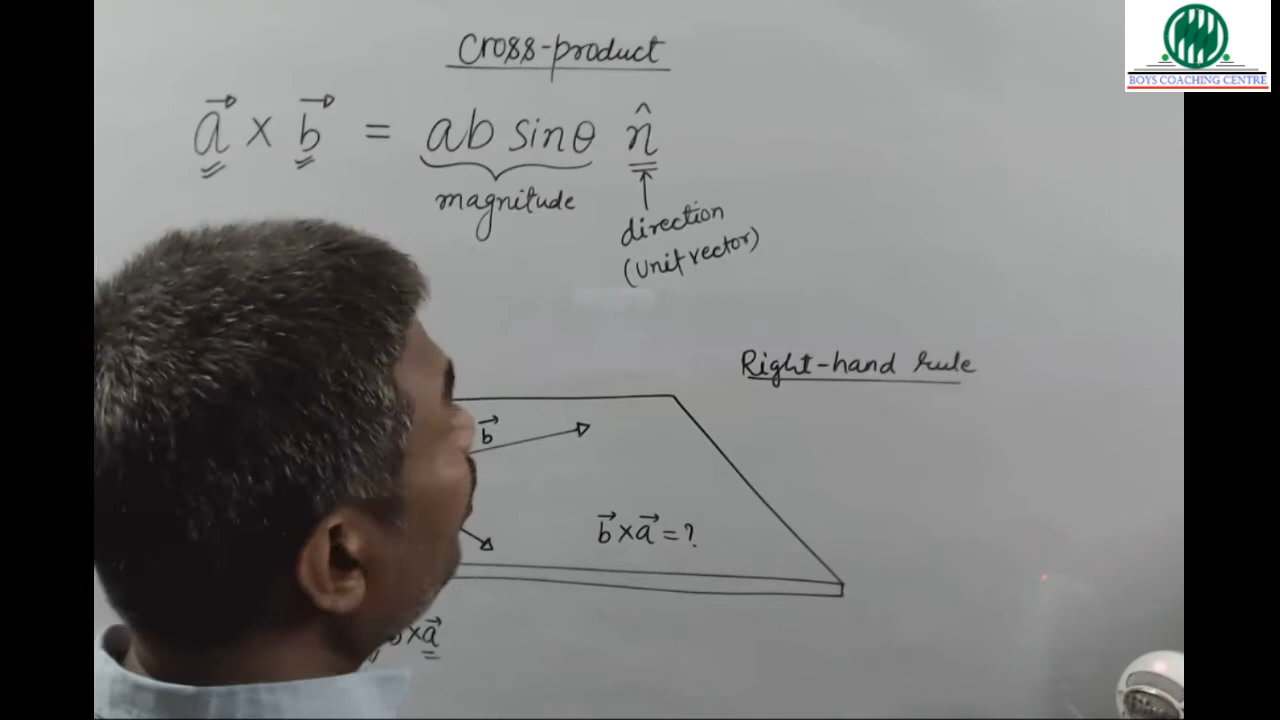 BOYS COACHING CENTRE
Cross-product
a⃗ × b⃗ = ab sinθ n̂
magnitude
direction
(Unit vector)
Right-hand rule
b⃗
b⃗ × a⃗ = ?
× a⃗